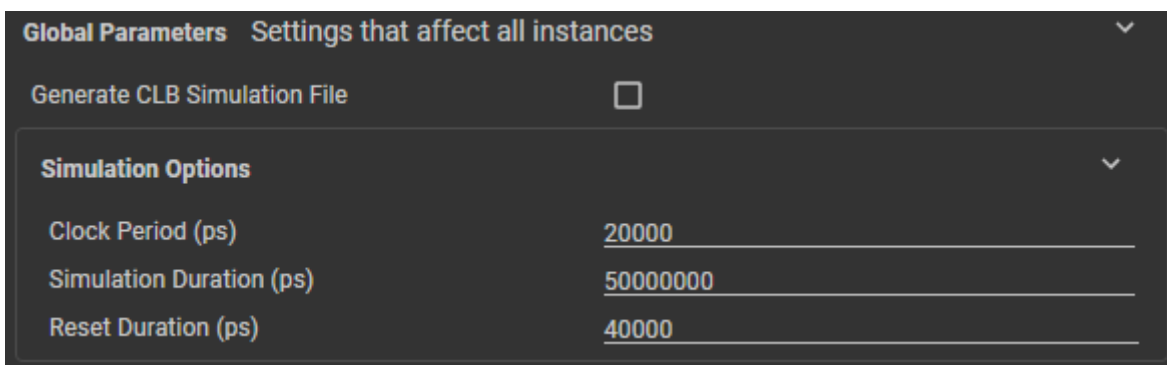 Global Parameters Settings that affect all instances
Generate CLB Simulation File
Simulation Options
Clock Period (ps) 20000
Simulation Duration (ps) 50000000
Reset Duration (ps) 40000